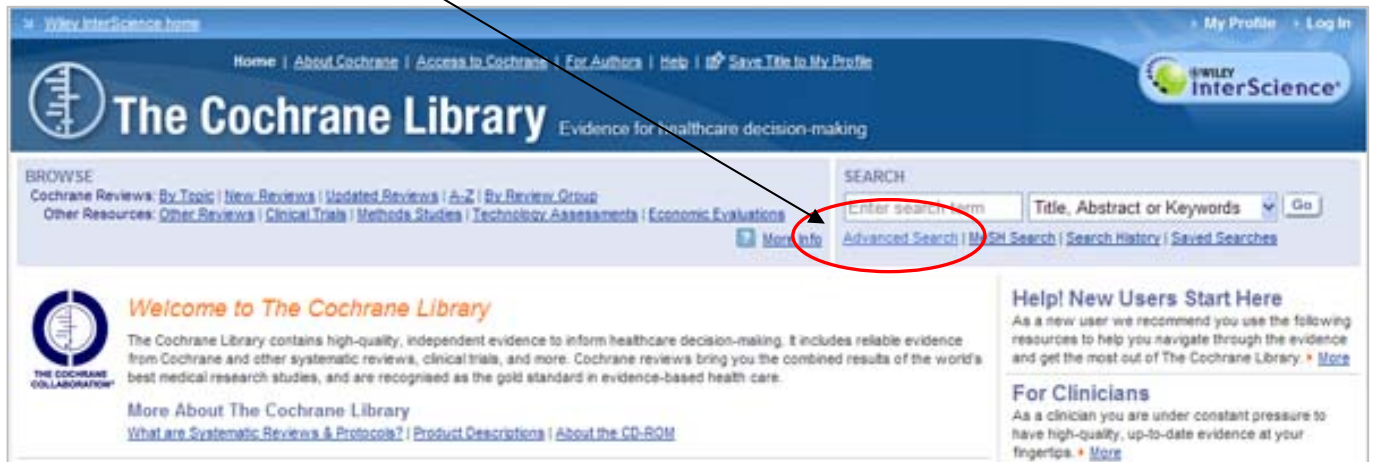 Wiley InterScience home
My Profile Log In
Home | About Cochrane | Access to Cochrane | For Authors | Help | Save Title to My Profile
The Cochrane Library Evidence for healthcare decision-making
WILEY
InterScience®
BROWSE
Cochrane Reviews: By Topic | New Reviews | Updated Reviews | A-Z | By Review Group
Other Resources: Other Reviews | Clinical Trials | Methods Studies | Technology Assessments | Economic Evaluations
? More Info
SEARCH
Enter search term Title, Abstract or Keywords Go
Advanced Search | MeSH Search | Search History | Saved Searches
THE COCHRANE
COLLABORATION®
Welcome to The Cochrane Library
The Cochrane Library contains high-quality, independent evidence to inform healthcare decision-making. It includes reliable evidence
from Cochrane and other systematic reviews, clinical trials, and more. Cochrane reviews bring you the combined results of the world's
best medical research studies, and are recognised as the gold standard in evidence-based health care.
More About The Cochrane Library
What are Systematic Reviews & Protocols? | Product Descriptions | About the CD-ROM
Help! New Users Start Here
As a new user we recommend you use the following
resources to help you navigate through the evidence
and get the most out of The Cochrane Library. More
For Clinicians
As a clinician you are under constant pressure to
have high-quality, up-to-date evidence at your
fingertips. More